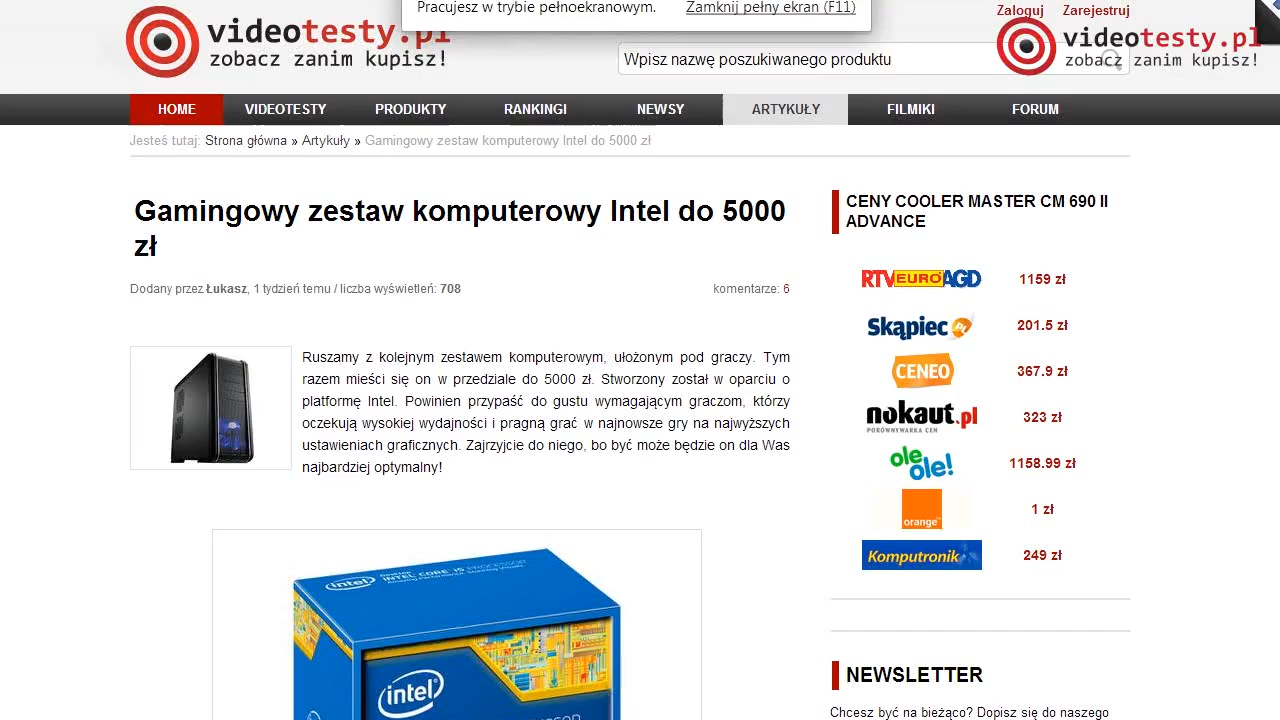 Pracujesz w trybie pełnoekranowym. Zamknij pełny ekran (F11)
videotesty.pl
zobacz zanim kupisz!
Zaloguj Zarejestruj
videotesty.pl
zobacz zanim kupisz!
Wpisz nazwę poszukiwanego produktu
HOME VIDEOTESTY PRODUKTY RANKINGI NEWSY ARTYKUŁY FILMIKI FORUM
Jesteś tutaj: Strona główna » Artykuły » Gamingowy zestaw komputerowy Intel do 5000 zł
Gamingowy zestaw komputerowy Intel do 5000
zł
Dodany przez Łukasz, 1 tydzień temu / liczba wyświetleń: 708
komentarze: 6
Ruszamy z kolejnym zestawem komputerowym, ułożonym pod graczy. Tym
razem mieści się on w przedziale do 5000 zł. Stworzony został w oparciu o
platformę Intel. Powinien przypaść do gustu wymagającym graczom, którzy
oczekują wysokiej wydajności i pragną grać w najnowsze gry na najwyższych
ustawieniach graficznych. Zajrzyjcie do niego, bo być może będzie on dla Was
najbardziej optymalny!
intel Desktop
INTEL® CORE™ i5 PROCESSOR
intel
CENY COOLER MASTER CM 690 II
ADVANCE
RTV EURO AGD 1159 zł
Skąpiec PL 201.5 zł
CENEO 367.9 zł
nokaut.pl 323 zł
PORÓWNYWARKA CEN
ole ole! 1158.99 zł
orange 1 zł
Komputronik 249 zł
NEWSLETTER
Chcesz być na bieżąco? Dopisz się do naszego